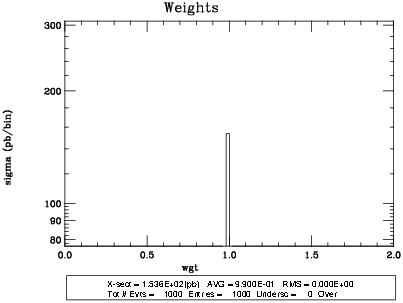 Weights
300
200
100
90
80
sigma (pb/bin)
0.0 0.5 1.0 1.5 2.0
wgt
X-sect = 1.536E+02(pb) AVG = 9.900E-01 RMS = 0.000E+00
Tot # Evts = 1000 Entries = 1000 Undersc = 0 Over